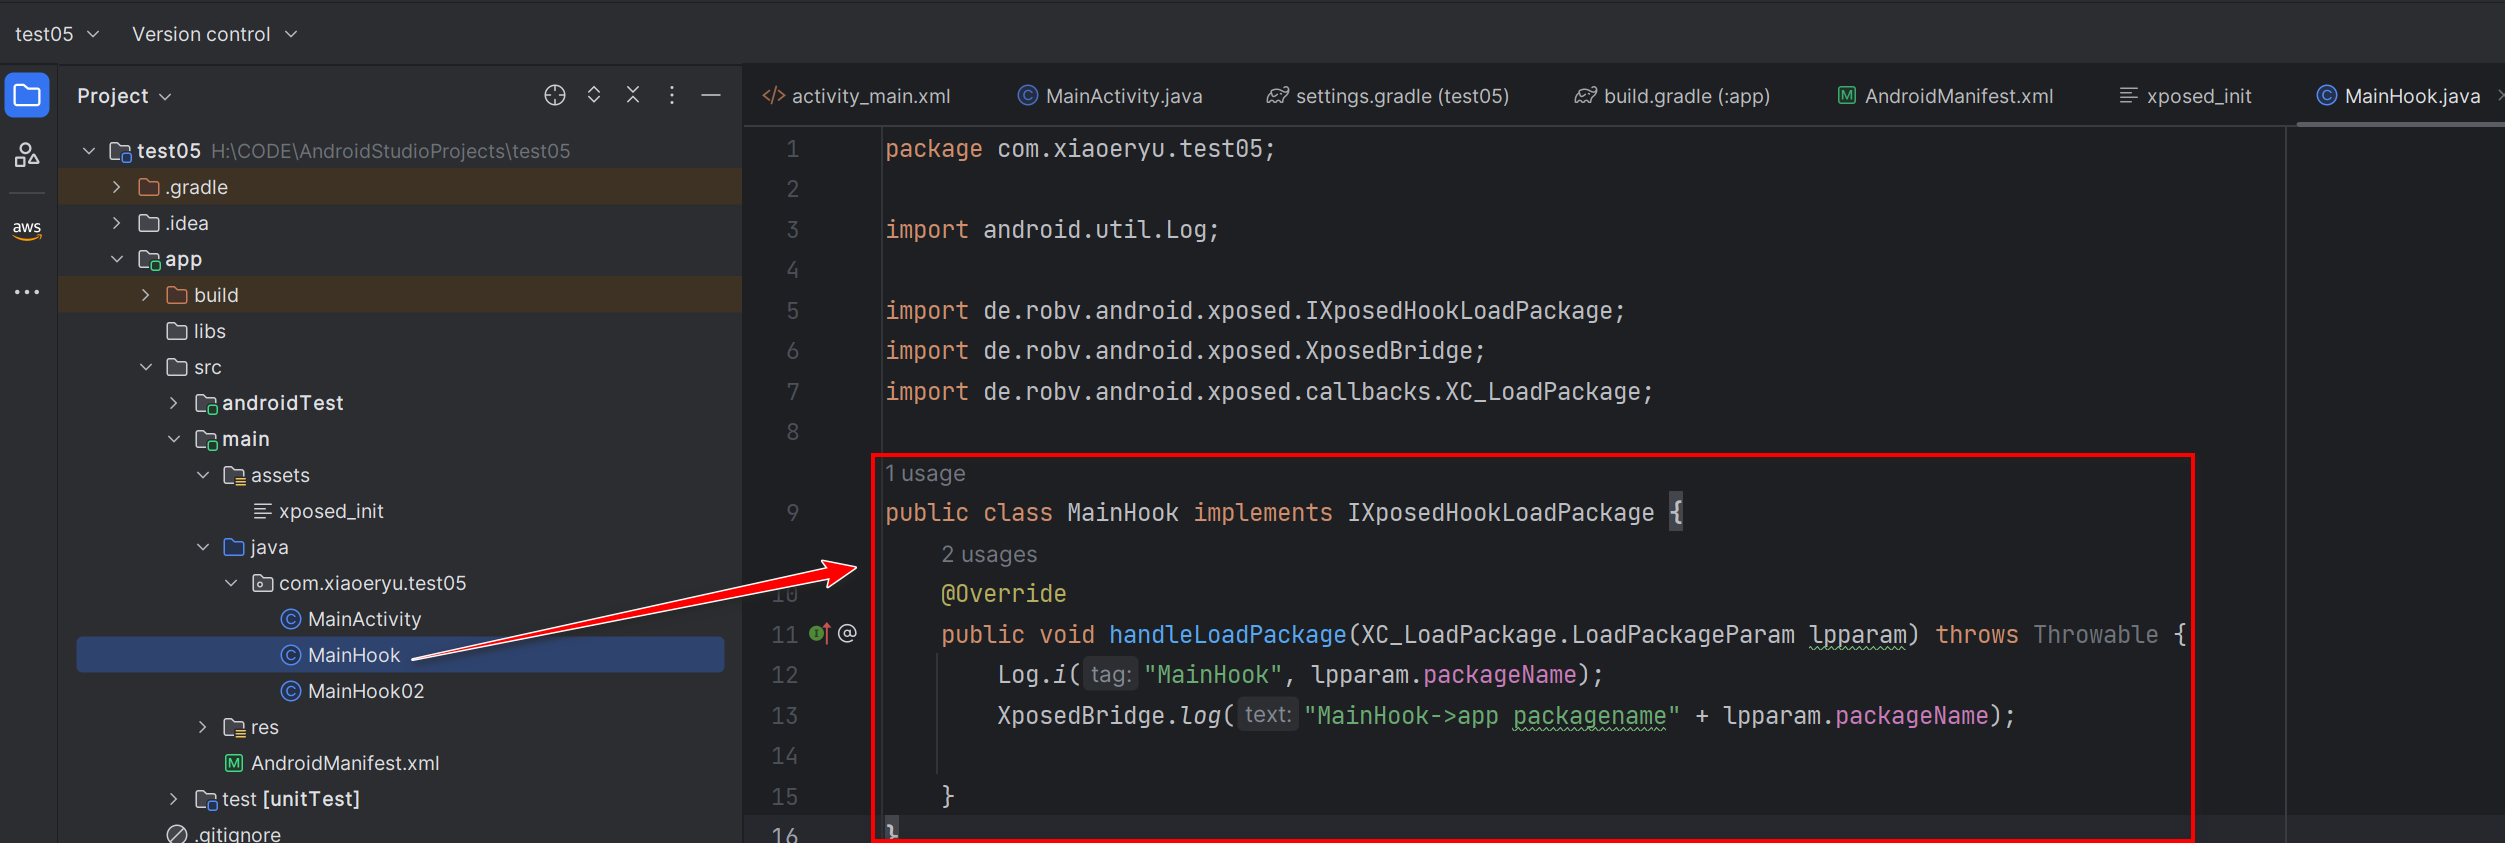 test05 Version control
Project
aws
test05 H:\CODE\AndroidStudioProjects\test05
.gradle
.idea
app
build
libs
src
androidTest
main
assets
xposed_init
java
com.xiaoeryu.test05
MainActivity
MainHook
MainHook02
res
AndroidManifest.xml
test [unitTest]
.gitignore
activity_main.xml MainActivity.java settings.gradle (test05) build.gradle (:app) AndroidManifest.xml xposed_init MainHook.java
1 package com.xiaoeryu.test05;
2
3 import android.util.Log;
4
5 import de.robv.android.xposed.IXposedHookLoadPackage;
6 import de.robv.android.xposed.XposedBridge;
7 import de.robv.android.xposed.callbacks.XC_LoadPackage;
8
1 usage
9 public class MainHook implements IXposedHookLoadPackage {
2 usages
10 @Override
11 public void handleLoadPackage(XC_LoadPackage.LoadPackageParam lpparam) throws Throwable {
12 Log.i( tag: "MainHook", lpparam.packageName);
13 XposedBridge.log( text: "MainHook->app packagename" + lpparam.packageName);
14
15 }
16 }